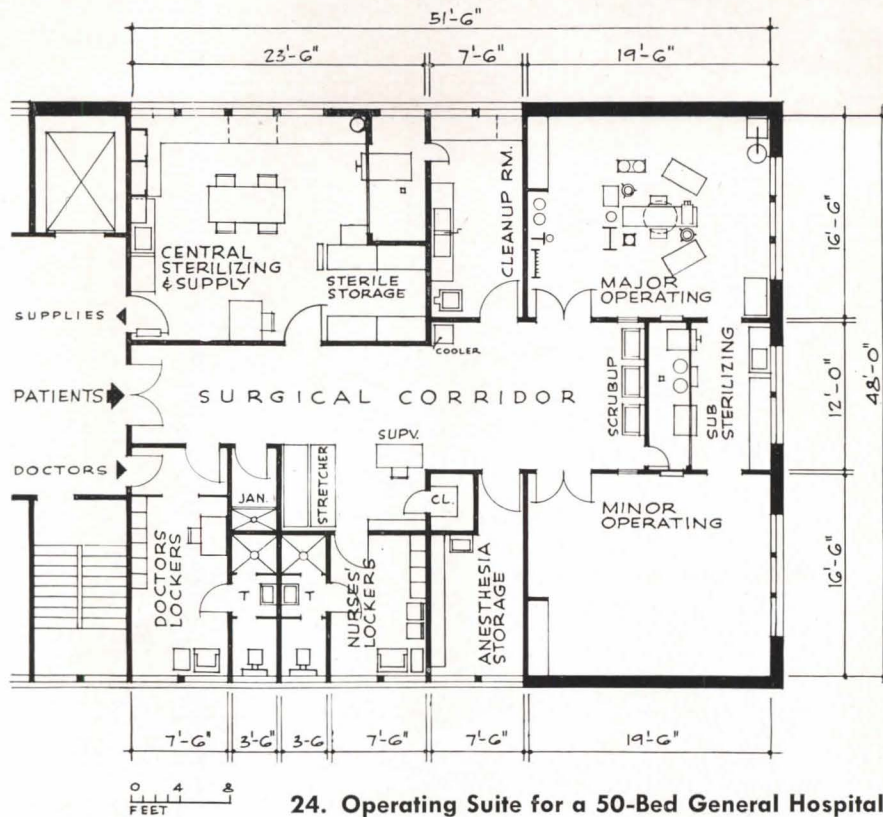 51'-6"
23'-6"
7'-6"
19'-6"
CENTRAL
STERILIZING
& SUPPLY
STERILE
STORAGE
CLEANUP RM.
MAJOR
OPERATING
16'-6"
SUPPLIES
COOLER
PATIENTS
SURGICAL CORRIDOR
SCRUBUP
SUB
STERILIZING
12'-0"
48'-0"
DOCTORS
SUPV.
JAN.
STRETCHER
CL.
MINOR
OPERATING
DOCTORS
LOCKERS
T
T
NURSES'
LOCKERS
ANESTHESIA
STORAGE
16'-6"
7'-6"
3'-6"
3-6
7'-6"
7'-6"
19'-6"
0 4 8
FEET
24. Operating Suite for a 50-Bed General Hospital